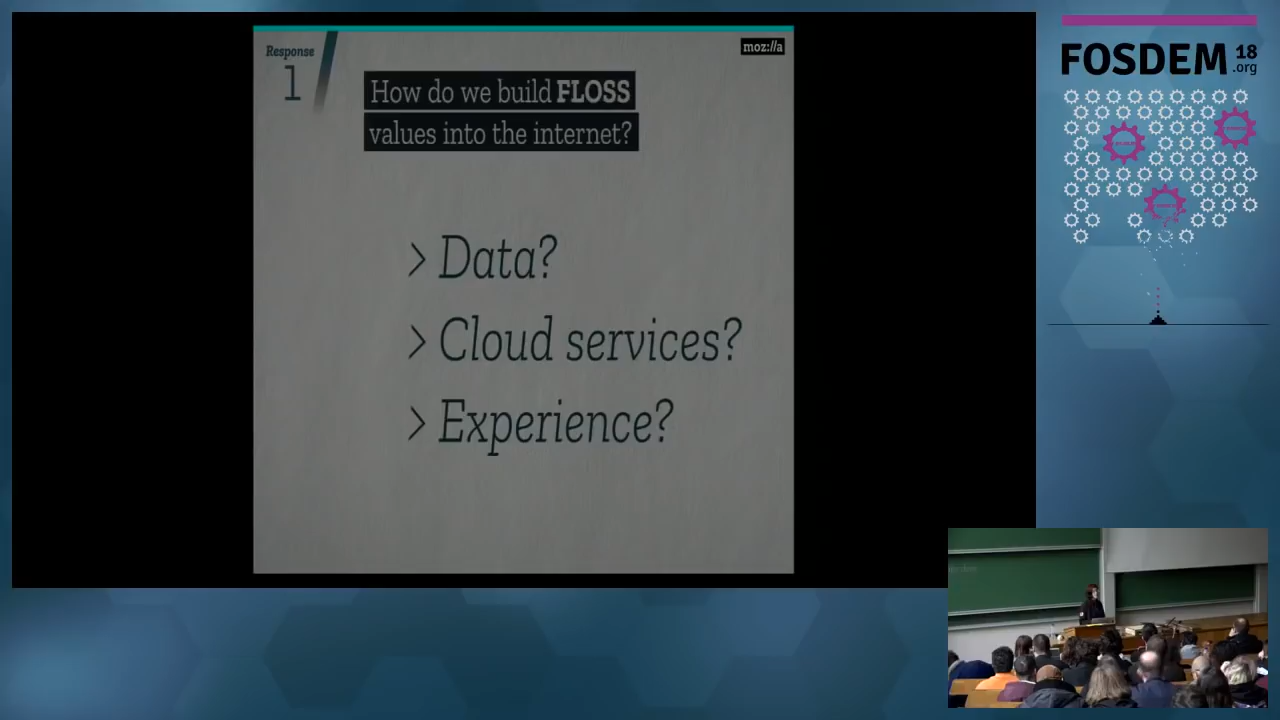 Response
1
moz://a
How do we build FLOSS
values into the internet?
> Data?
> Cloud services?
> Experience?
FOSDEM 18
.org